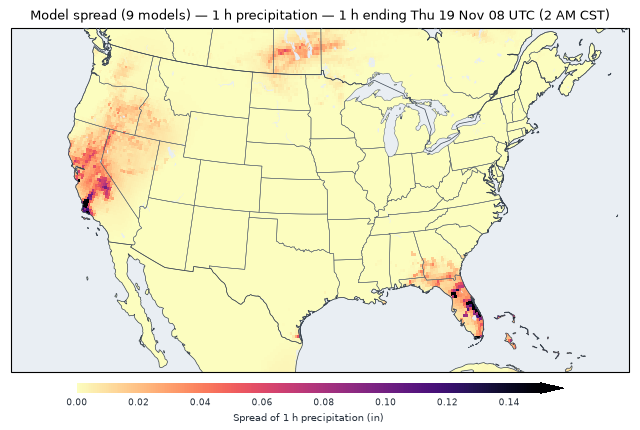 Model spread (9 models) — 1 h precipitation — 1 h ending Thu 19 Nov 08 UTC (2 AM CST)
0.00 0.02 0.04 0.06 0.08 0.10 0.12 0.14
Spread of 1 h precipitation (in)